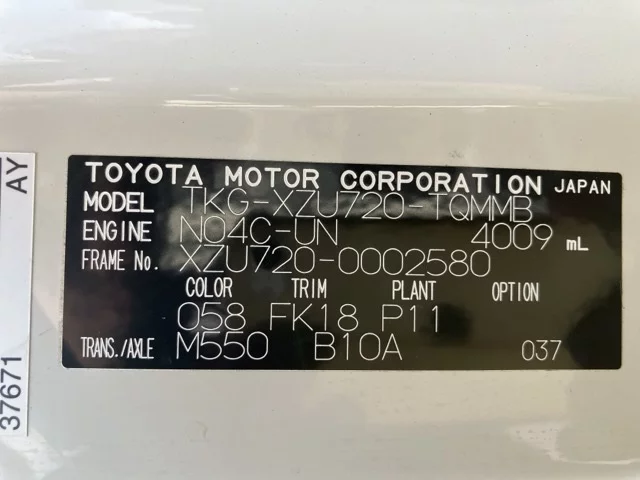 TOYOTA MOTOR CORPORATION JAPAN
MODEL TKG-XZU720-TQMMB
ENGINE N04C-UN 4009 mL
FRAME No. XZU720-0002580
COLOR TRIM PLANT OPTION
058 FK18 P11
TRANS./AXLE M550 B10A 037
37671 AY